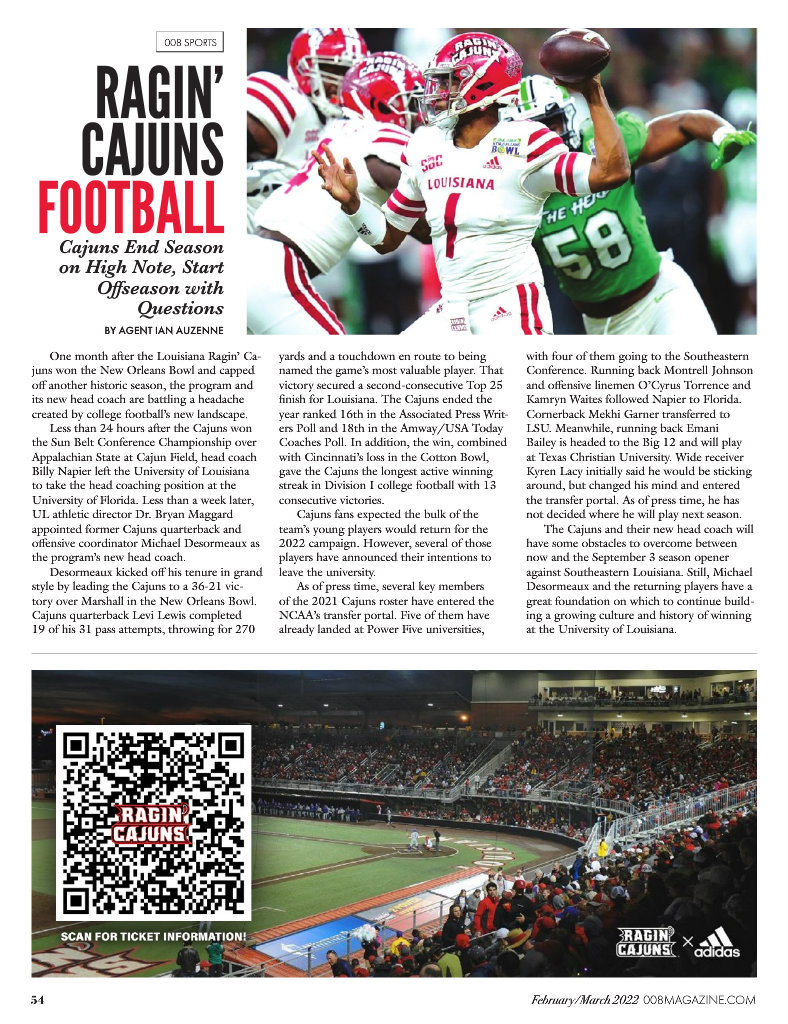 008 SPORTS
RAGIN'
CAJUNS
FOOTBALL
Cajuns End Season
on High Note, Start
Offseason with
Questions
BY AGENT IAN AUZENNE
RAGIN'
CAJUNS
NEW ORLEANS
BOWL
SBC
adidas
LOUISIANA
1
THE HERD
58
One month after the Louisiana Ragin' Ca-
juns won the New Orleans Bowl and capped
off another historic season, the program and
its new head coach are battling a headache
created by college football's new landscape.
Less than 24 hours after the Cajuns won
the Sun Belt Conference Championship over
Appalachian State at Cajun Field, head coach
Billy Napier left the University of Louisiana
to take the head coaching position at the
University of Florida. Less than a week later,
UL athletic director Dr. Bryan Maggard
appointed former Cajuns quarterback and
offensive coordinator Michael Desormeaux as
the program's new head coach.
Desormeaux kicked off his tenure in grand
style by leading the Cajuns to a 36-21 vic-
tory over Marshall in the New Orleans Bowl.
Cajuns quarterback Levi Lewis completed
19 of his 31 pass attempts, throwing for 270
yards and a touchdown en route to being
named the game's most valuable player. That
victory secured a second-consecutive Top 25
finish for Louisiana. The Cajuns ended the
year ranked 16th in the Associated Press Writ-
ers Poll and 18th in the Amway/USA Today
Coaches Poll. In addition, the win, combined
with Cincinnati's loss in the Cotton Bowl,
gave the Cajuns the longest active winning
streak in Division I college football with 13
consecutive victories.
Cajuns fans expected the bulk of the
team's young players would return for the
2022 campaign. However, several of those
players have announced their intentions to
leave the university.
As of press time, several key members
of the 2021 Cajuns roster have entered the
NCAA's transfer portal. Five of them have
already landed at Power Five universities,
with four of them going to the Southeastern
Conference. Running back Montrell Johnson
and offensive linemen O'Cyrus Torrence and
Kamryn Waites followed Napier to Florida.
Cornerback Mekhi Garner transferred to
LSU. Meanwhile, running back Emani
Bailey is headed to the Big 12 and will play
at Texas Christian University. Wide receiver
Kyren Lacy initially said he would be sticking
around, but changed his mind and entered
the transfer portal. As of press time, he has
not decided where he will play next season.
The Cajuns and their new head coach will
have some obstacles to overcome between
now and the September 3 season opener
against Southeastern Louisiana. Still, Michael
Desormeaux and the returning players have a
great foundation on which to continue build-
ing a growing culture and history of winning
at the University of Louisiana.
RAGIN'
CAJUNS
SCAN FOR TICKET INFORMATION!
RAGIN'
CAJUNS
× adidas
54
February/March 2022 008MAGAZINE.COM